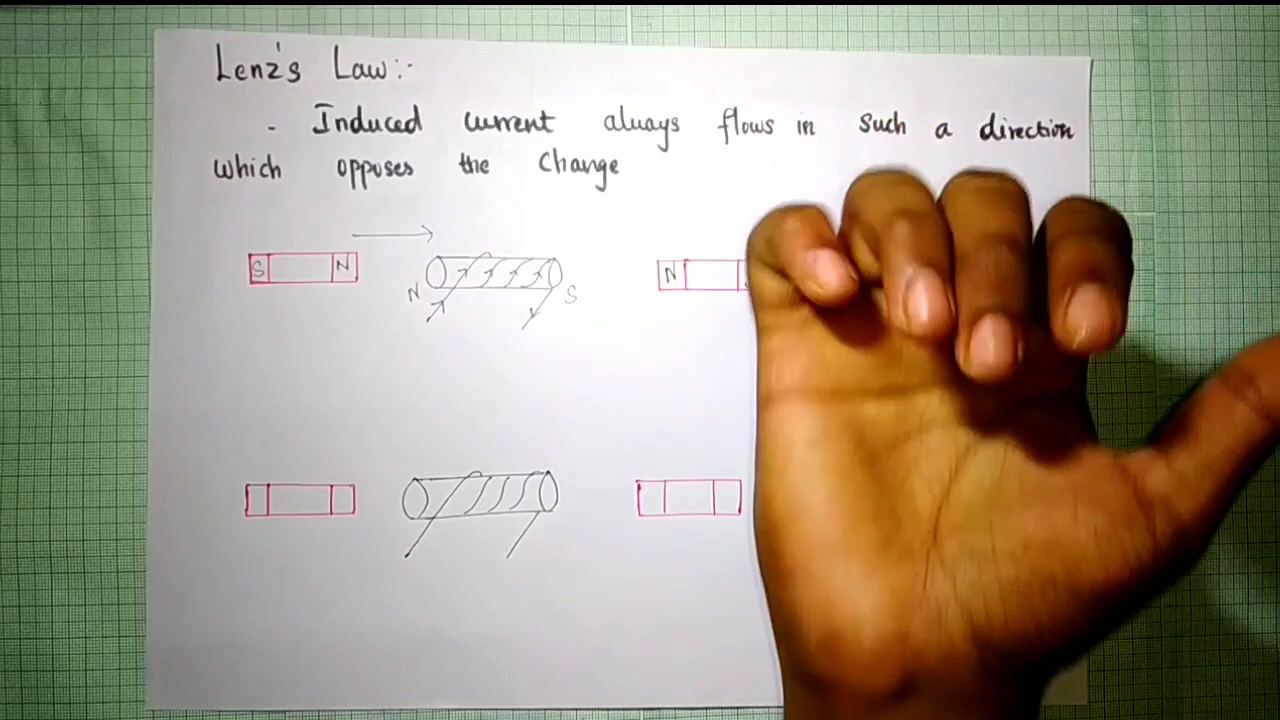 Lenz's Law:-
- Induced current always flows in such a direction
which opposes the change
S N
N S
N